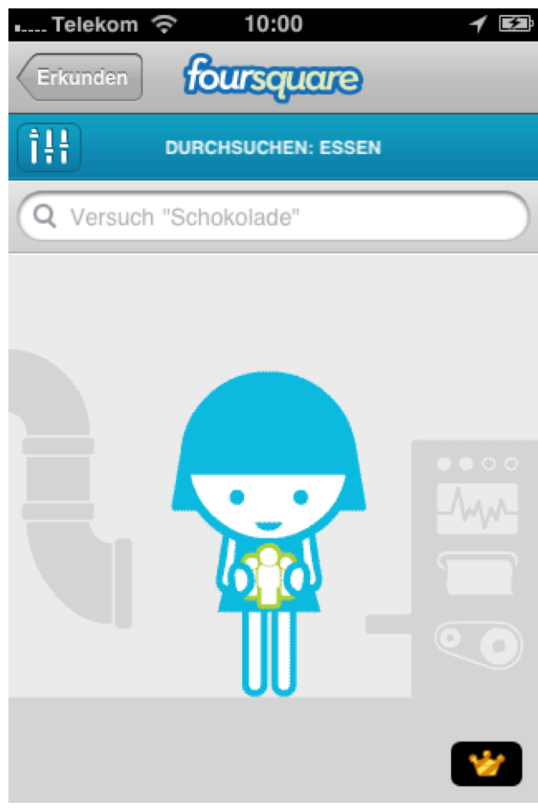 Telekom 10:00
Erkunden foursquare
DURCHSUCHEN: ESSEN
Versuch "Schokolade"